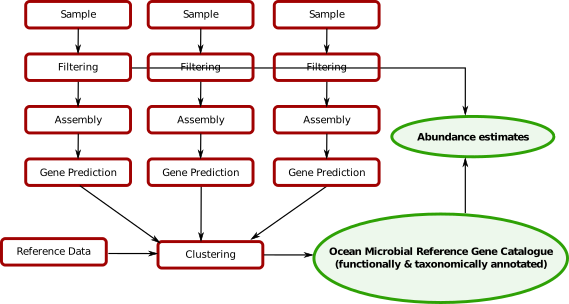 Sample
Sample
Sample
Filtering
Filtering
Filtering
Assembly
Assembly
Assembly
Abundance estimates
Gene Prediction
Gene Prediction
Gene Prediction
Reference Data
Clustering
Ocean Microbial Reference Gene Catalogue
(functionally & taxonomically annotated)